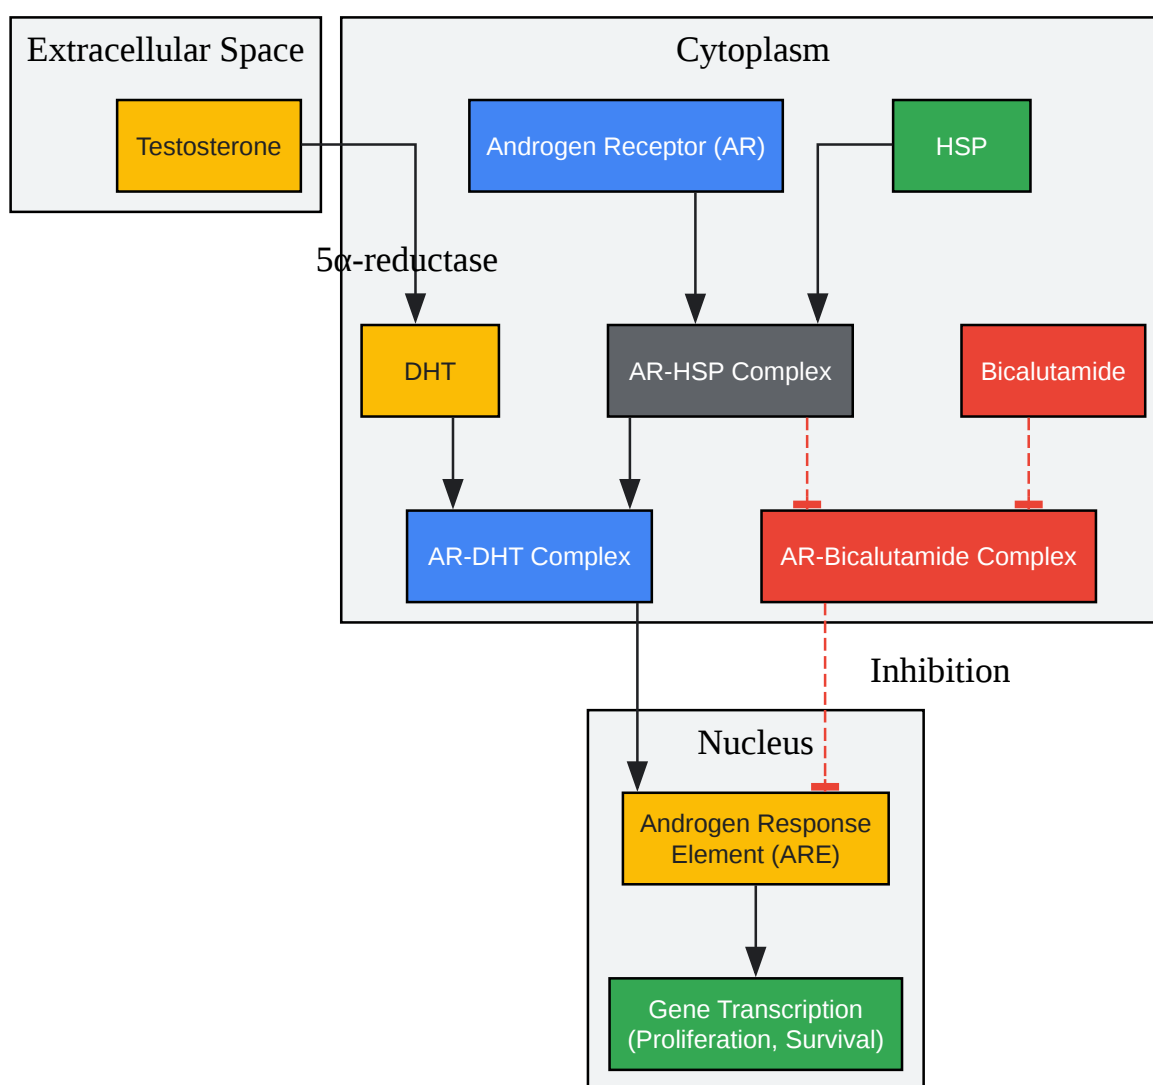 Extracellular Space
Cytoplasm
Testosterone
Androgen Receptor (AR)
HSP
5α-reductase
DHT
AR-HSP Complex
Bicalutamide
AR-DHT Complex
AR-Bicalutamide Complex
Inhibition
Nucleus
Androgen Response
Element (ARE)
Gene Transcription
(Proliferation, Survival)